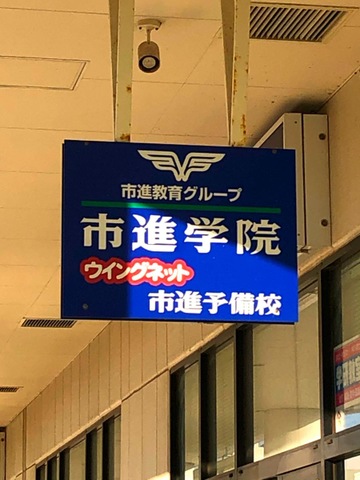 市進教育グループ
市進学院
ウイングネット
市進予備校